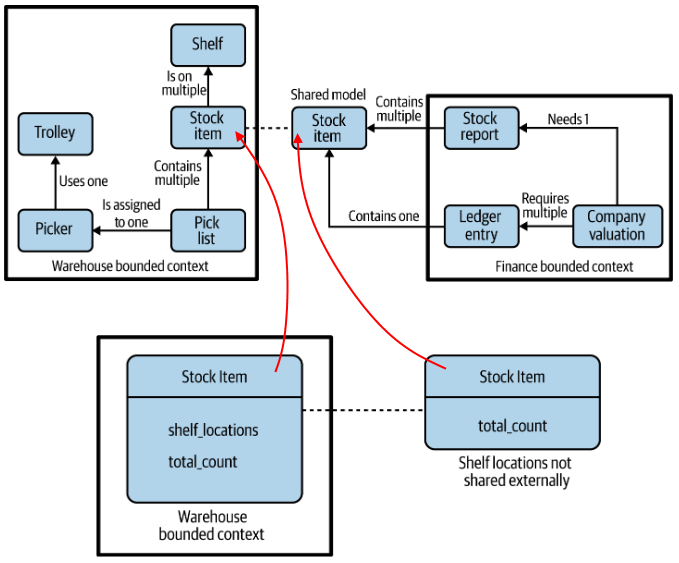 Shelf
Is on
multiple
Stock
item
Trolley
Contains
multiple
Uses one
Is assigned
to one
Picker
Pick
list
Warehouse bounded context
Shared model
Stock
item
Contains
multiple
Stock
report
Needs 1
Contains one
Ledger
entry
Requires
multiple
Company
valuation
Finance bounded context
Stock Item
shelf_locations
total_count
Warehouse
bounded context
Stock Item
total_count
Shelf locations not
shared externally